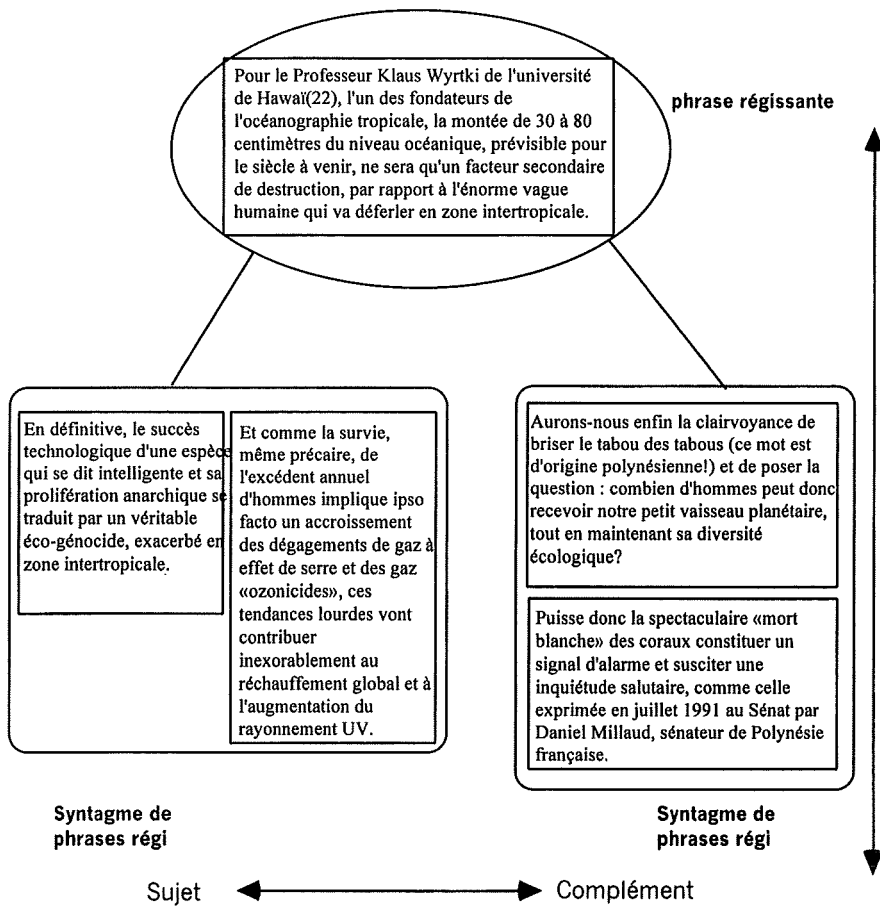 Pour le Professeur Klaus Wyrtki de l'université
de Hawaï(22), l'un des fondateurs de
l'océanographie tropicale, la montée de 30 à 80
centimètres du niveau océanique, prévisible pour
le siècle à venir, ne sera qu'un facteur secondaire
de destruction, par rapport à l'énorme vague
humaine qui va déferler en zone intertropicale.
phrase régissante
En définitive, le succès
technologique d'une espèce
qui se dit intelligente et sa
prolifération anarchique se
traduit par un véritable
éco-génocide, exacerbé en
zone intertropicale.
Et comme la survie,
même précaire, de
l'excédent annuel
d'hommes implique ipso
facto un accroissement
des dégagements de gaz à
effet de serre et des gaz
«ozonicides», ces
tendances lourdes vont
contribuer
inexorablement au
réchauffement global et à
l'augmentation du
rayonnement UV.
Aurons-nous enfin la clairvoyance de
briser le tabou des tabous (ce mot est
d'origine polynésienne!) et de poser la
question : combien d'hommes peut donc
recevoir notre petit vaisseau planétaire,
tout en maintenant sa diversité
écologique?
Puisse donc la spectaculaire «mort
blanche» des coraux constituer un
signal d'alarme et susciter une
inquiétude salutaire, comme celle
exprimée en juillet 1991 au Sénat par
Daniel Millaud, sénateur de Polynésie
française.
Syntagme de
phrases régi
Syntagme de
phrases régi
Sujet
Complément